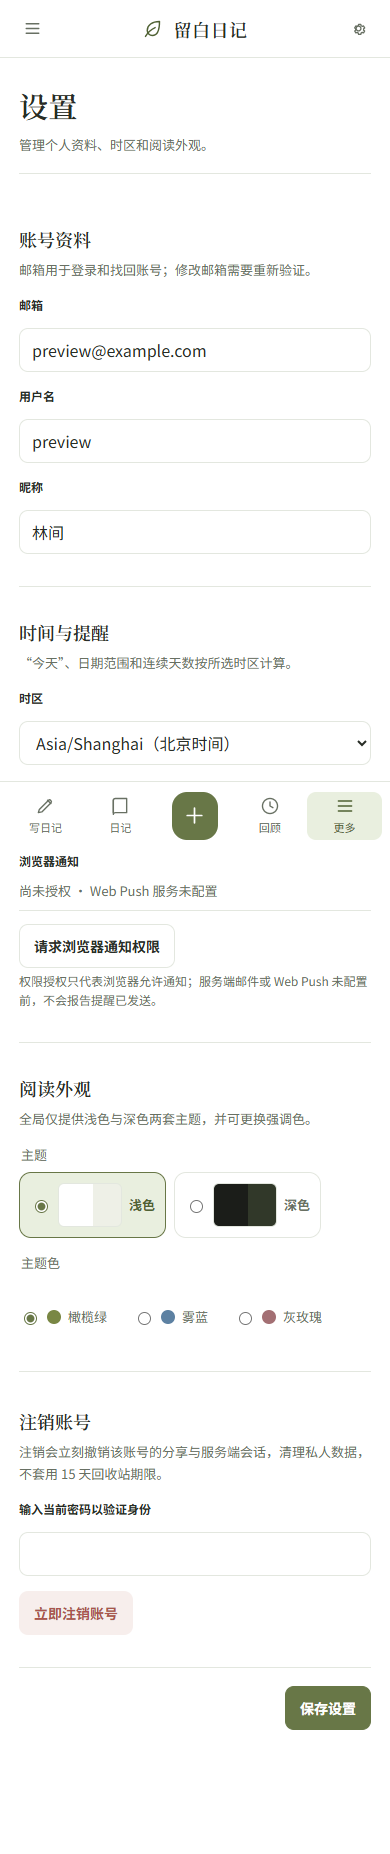 留白日记
设置
管理个人资料、时区和阅读外观。
账号资料
邮箱用于登录和找回账号；修改邮箱需要重新验证。
邮箱
preview@example.com
用户名
preview
昵称
林间
时间与提醒
“今天”、日期范围和连续天数按所选时区计算。
时区
Asia/Shanghai（北京时间）
写日记
日记
回顾
更多
浏览器通知
尚未授权 · Web Push 服务未配置
请求浏览器通知权限
权限授权只代表浏览器允许通知；服务端邮件或 Web Push 未配置
前，不会报告提醒已发送。
阅读外观
全局仅提供浅色与深色两套主题，并可更换强调色。
主题
浅色
深色
主题色
橄榄绿
雾蓝
灰玫瑰
注销账号
注销会立刻撤销该账号的分享与服务端会话，清理私人数据，
不套用 15 天回收站期限。
输入当前密码以验证身份
立即注销账号
保存设置